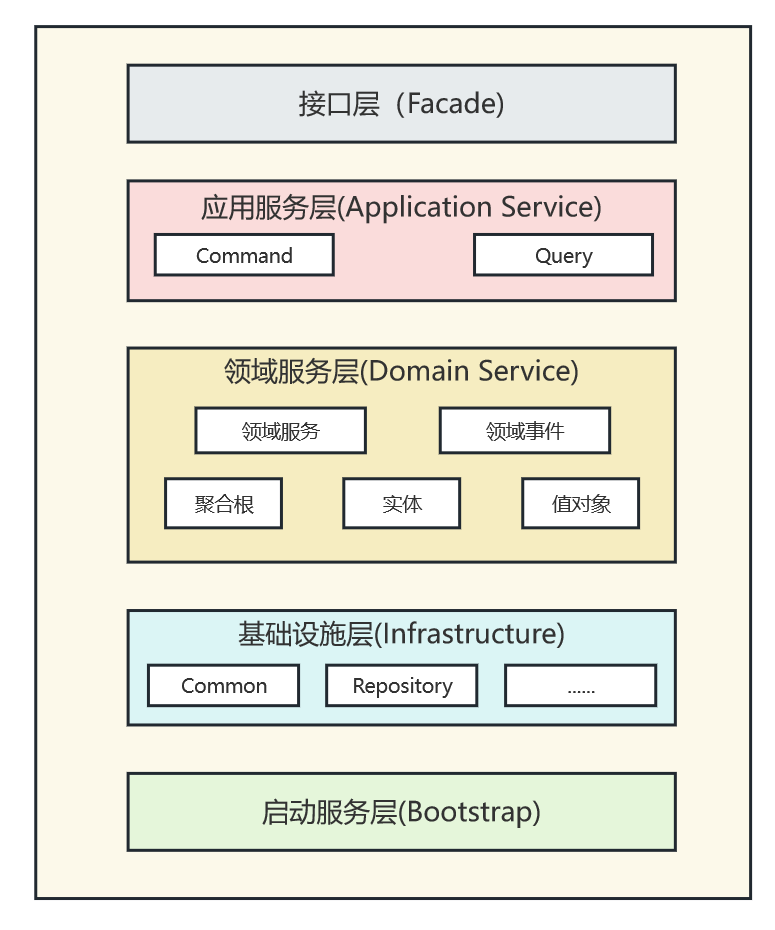 接口层（Facade)
应用服务层(Application Service)
Command
Query
领域服务层(Domain Service)
领域服务
领域事件
聚合根
实体
值对象
基础设施层(Infrastructure)
Common
Repository
......
启动服务层(Bootstrap)